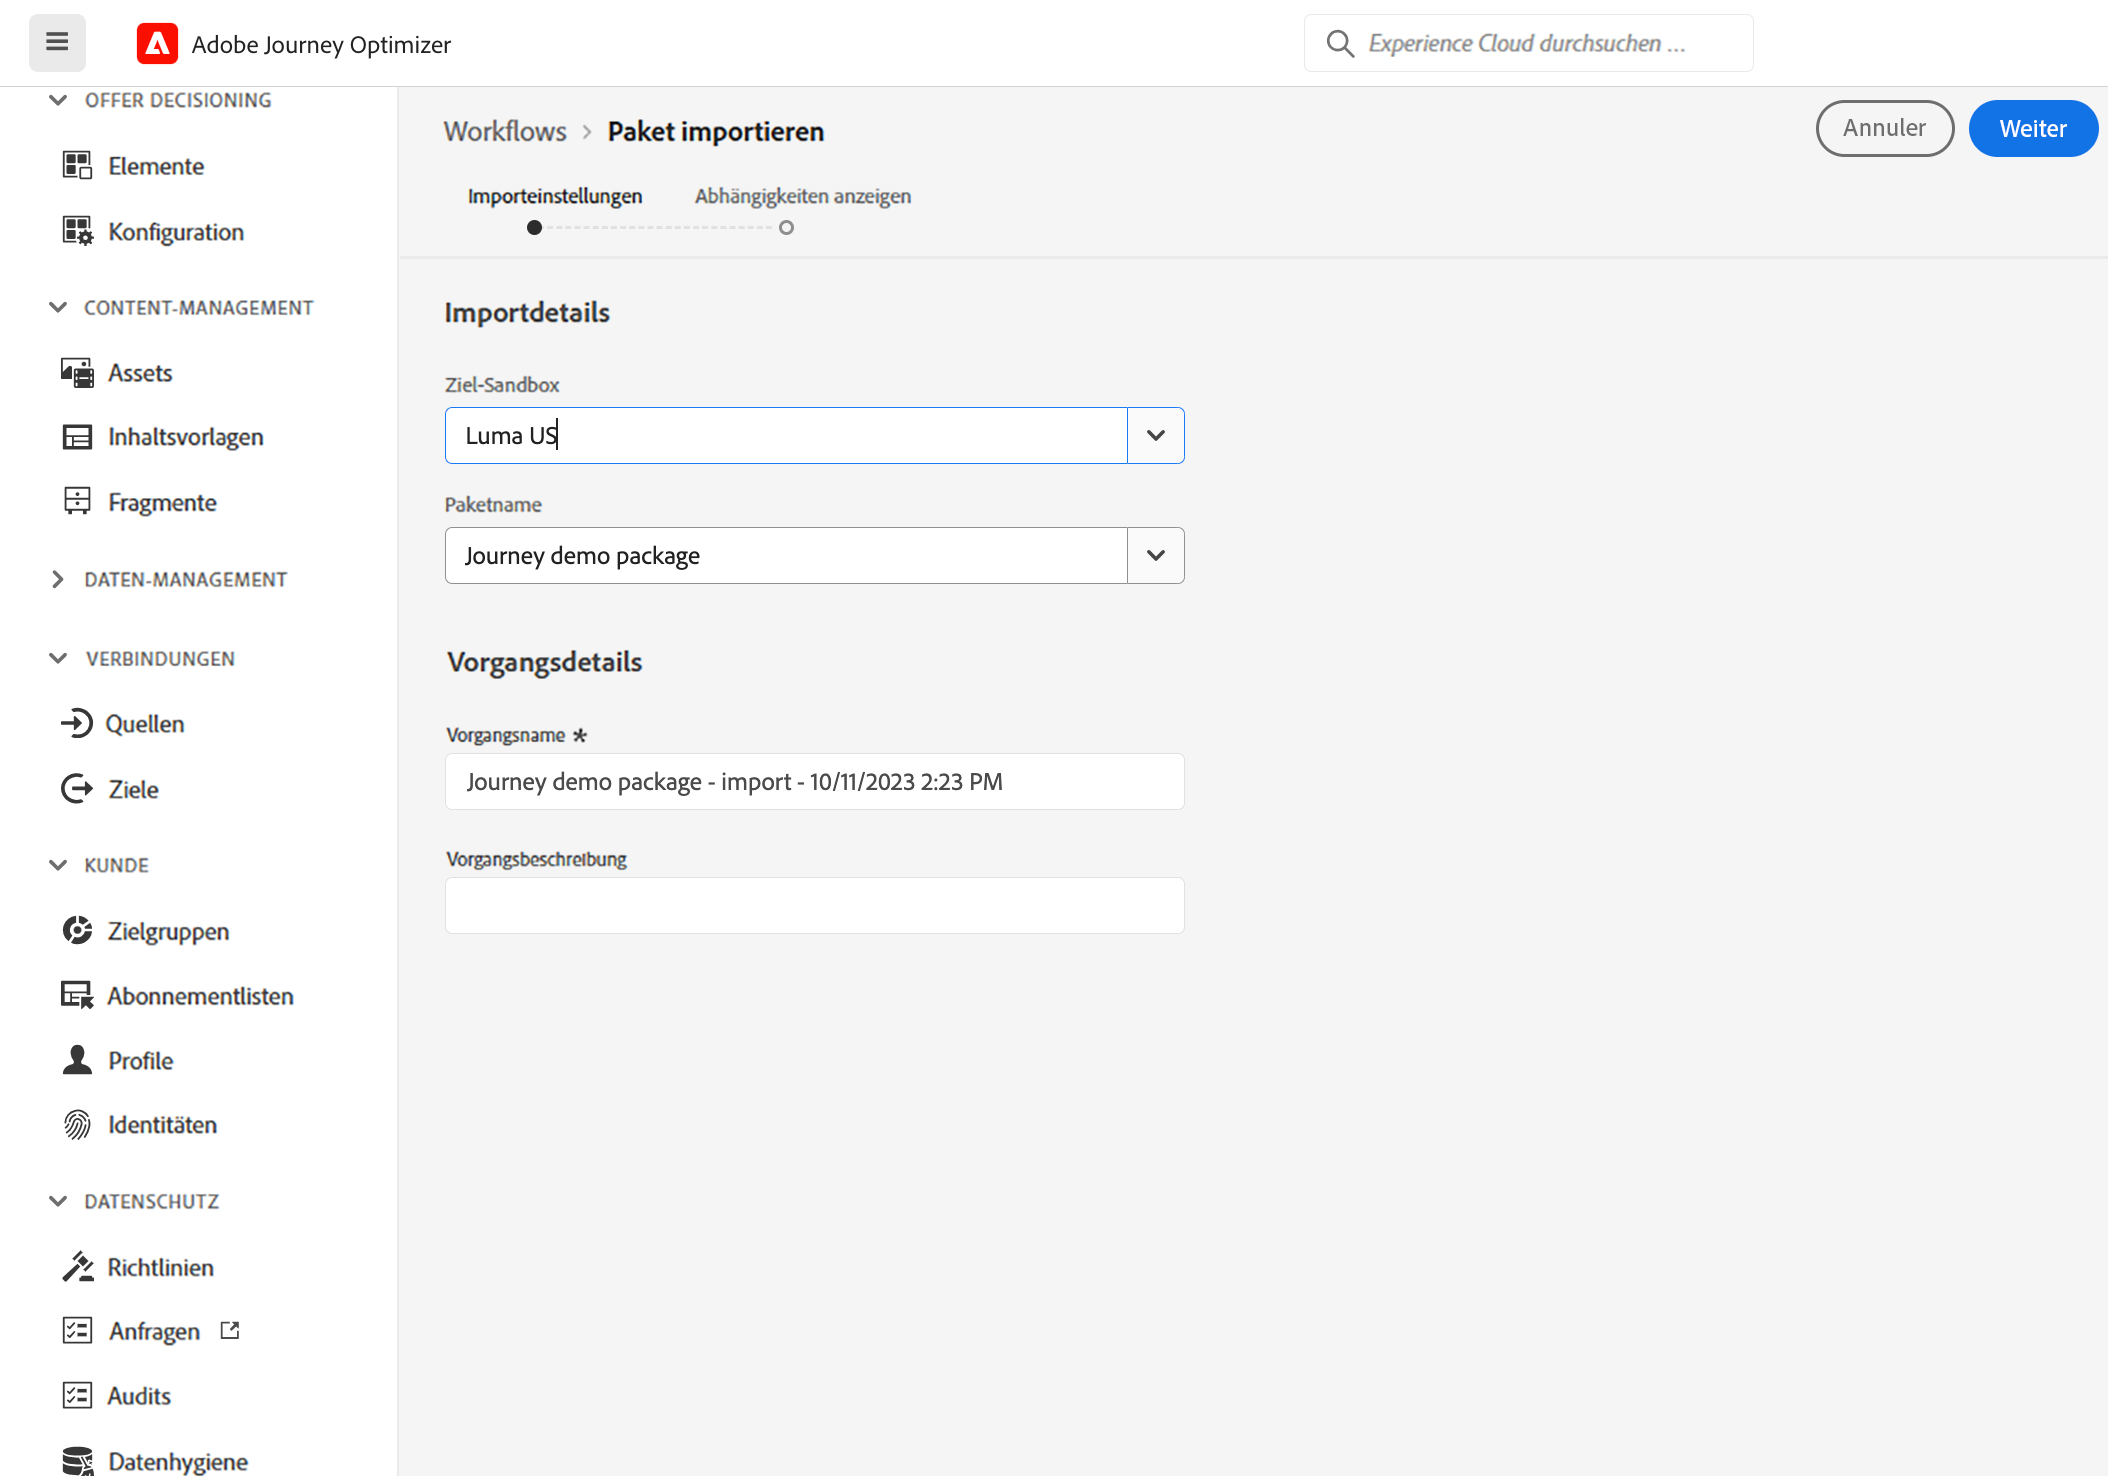 Adobe Journey Optimizer
Experience Cloud durchsuchen ...
OFFER DECISIONING
Elemente
Konfiguration
CONTENT-MANAGEMENT
Assets
Inhaltsvorlagen
Fragmente
DATEN-MANAGEMENT
VERBINDUNGEN
Quellen
Ziele
KUNDE
Zielgruppen
Abonnementlisten
Profile
Identitäten
DATENSCHUTZ
Richtlinien
Anfragen
Audits
Datenhygiene
Workflows > Paket importieren
Annuler
Weiter
Importeinstellungen
Abhängigkeiten anzeigen
Importdetails
Ziel-Sandbox
Luma US
Paketname
Journey demo package
Vorgangsdetails
Vorgangsname *
Journey demo package - import - 10/11/2023 2:23 PM
Vorgangsbeschreibung